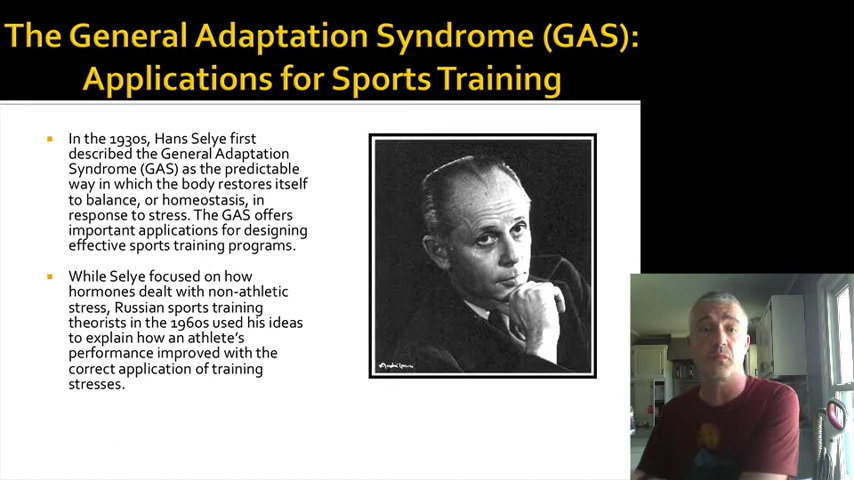 The General Adaptation Syndrome (GAS):
Applications for Sports Training
In the 1930s, Hans Selye first
described the General Adaptation
Syndrome (GAS) as the predictable
way in which the body restores itself
to balance, or homeostasis, in
response to stress. The GAS offers
important applications for designing
effective sports training programs.
While Selye focused on how
hormones dealt with non-athletic
stress, Russian sports training
theorists in the 1960s used his ideas
to explain how an athlete's
performance improved with the
correct application of training
stresses.